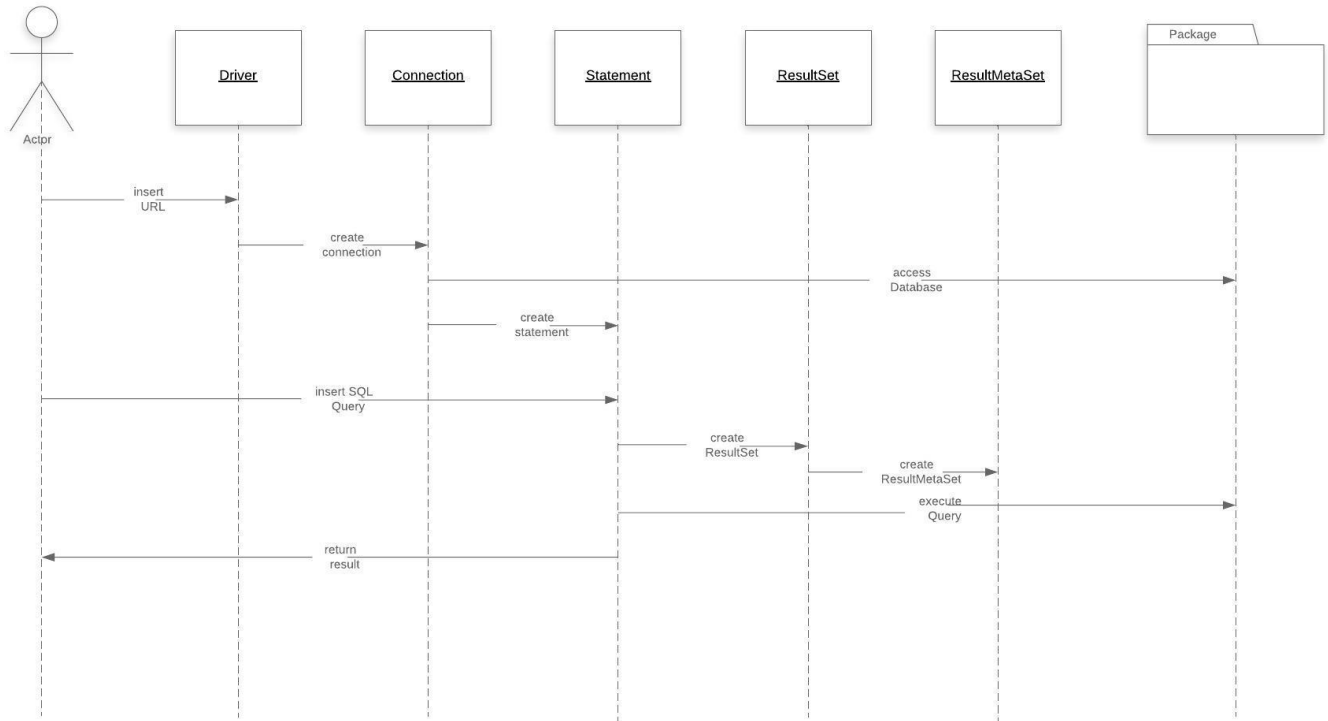 Package
Driver
Connection
Statement
ResultSet
ResultMetaSet
Actor
insert
URL
create
connection
access
Database
create
statement
insert SQL
Query
create
ResultSet
create
ResultMetaSet
execute
Query
return
result